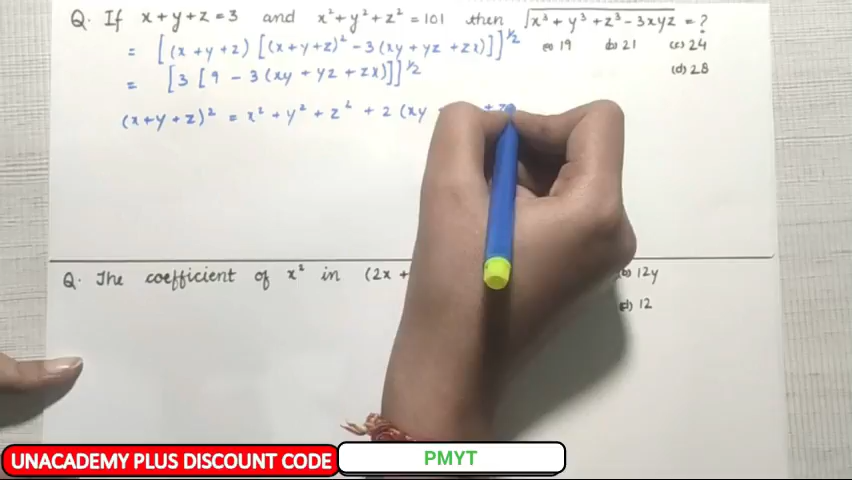 Q. If x+y+z=3 and x²+y²+z²=101 then √x³+y³+z³-3xyz = ?
= [(x+y+z) [(x+y+z)² - 3(xy+yz+zx)]]^1/2 (a) 19 (b) 21 (c) 24
= [3 [9 - 3 (xy + yz + zx)]]^1/2 (d) 28
(x+y+z)² = x² + y² + z² + 2 (xy + z
Q. The coefficient of x² in (2x + (b) 12y
(d) 12
UNACADEMY PLUS DISCOUNT CODE PMYT